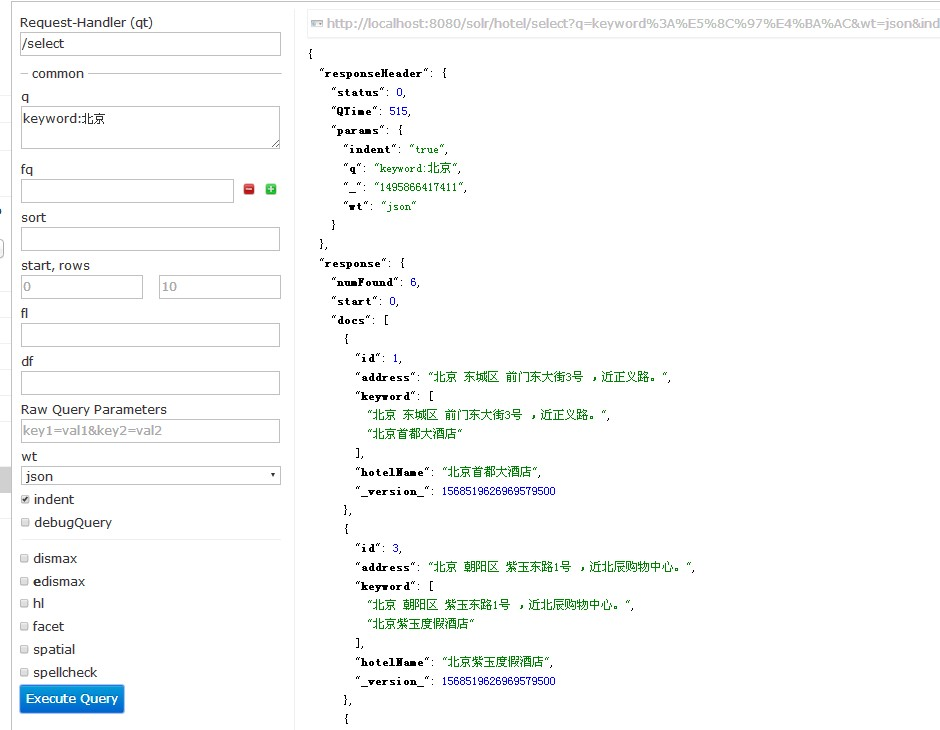 Request-Handler (qt)
/select
common
q
keyword:北京
fq
sort
start, rows
0
10
fl
df
Raw Query Parameters
key1=val1&key2=val2
wt
json
indent
debugQuery
dismax
edismax
hl
facet
spatial
spellcheck
Execute Query
http://localhost:8080/solr/hotel/select?q=keyword%3A%E5%8C%97%E4%BA%AC&wt=json&ind
{
"responseHeader": {
"status": 0,
"QTime": 515,
"params": {
"indent": "true",
"q": "keyword:北京",
"_": "1495866417411",
"wt": "json"
}
},
"response": {
"numFound": 6,
"start": 0,
"docs": [
{
"id": 1,
"address": "北京 东城区 前门东大街3号 ，近正义路。",
"keyword": [
"北京 东城区 前门东大街3号 ，近正义路。",
"北京首都大酒店"
],
"hotelName": "北京首都大酒店",
"_version_": 1568519626969579500
},
{
"id": 3,
"address": "北京 朝阳区 紫玉东路1号 ，近北辰购物中心。",
"keyword": [
"北京 朝阳区 紫玉东路1号 ，近北辰购物中心。",
"北京紫玉度假酒店"
],
"hotelName": "北京紫玉度假酒店",
"_version_": 1568519626969579500
},
{